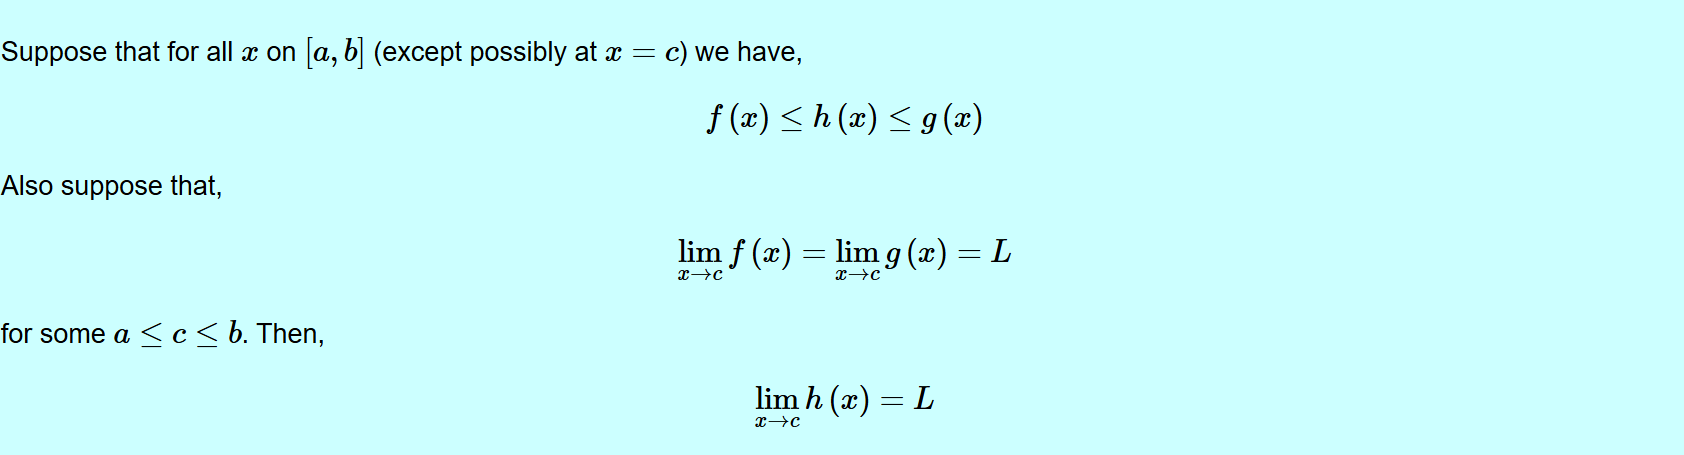 Suppose that for all x on [a, b] (except possibly at x = c) we have,
f (x) ≤ h (x) ≤ g (x)
Also suppose that,
lim x→c f (x) = lim x→c g (x) = L
for some a ≤ c ≤ b. Then,
lim x→c h (x) = L